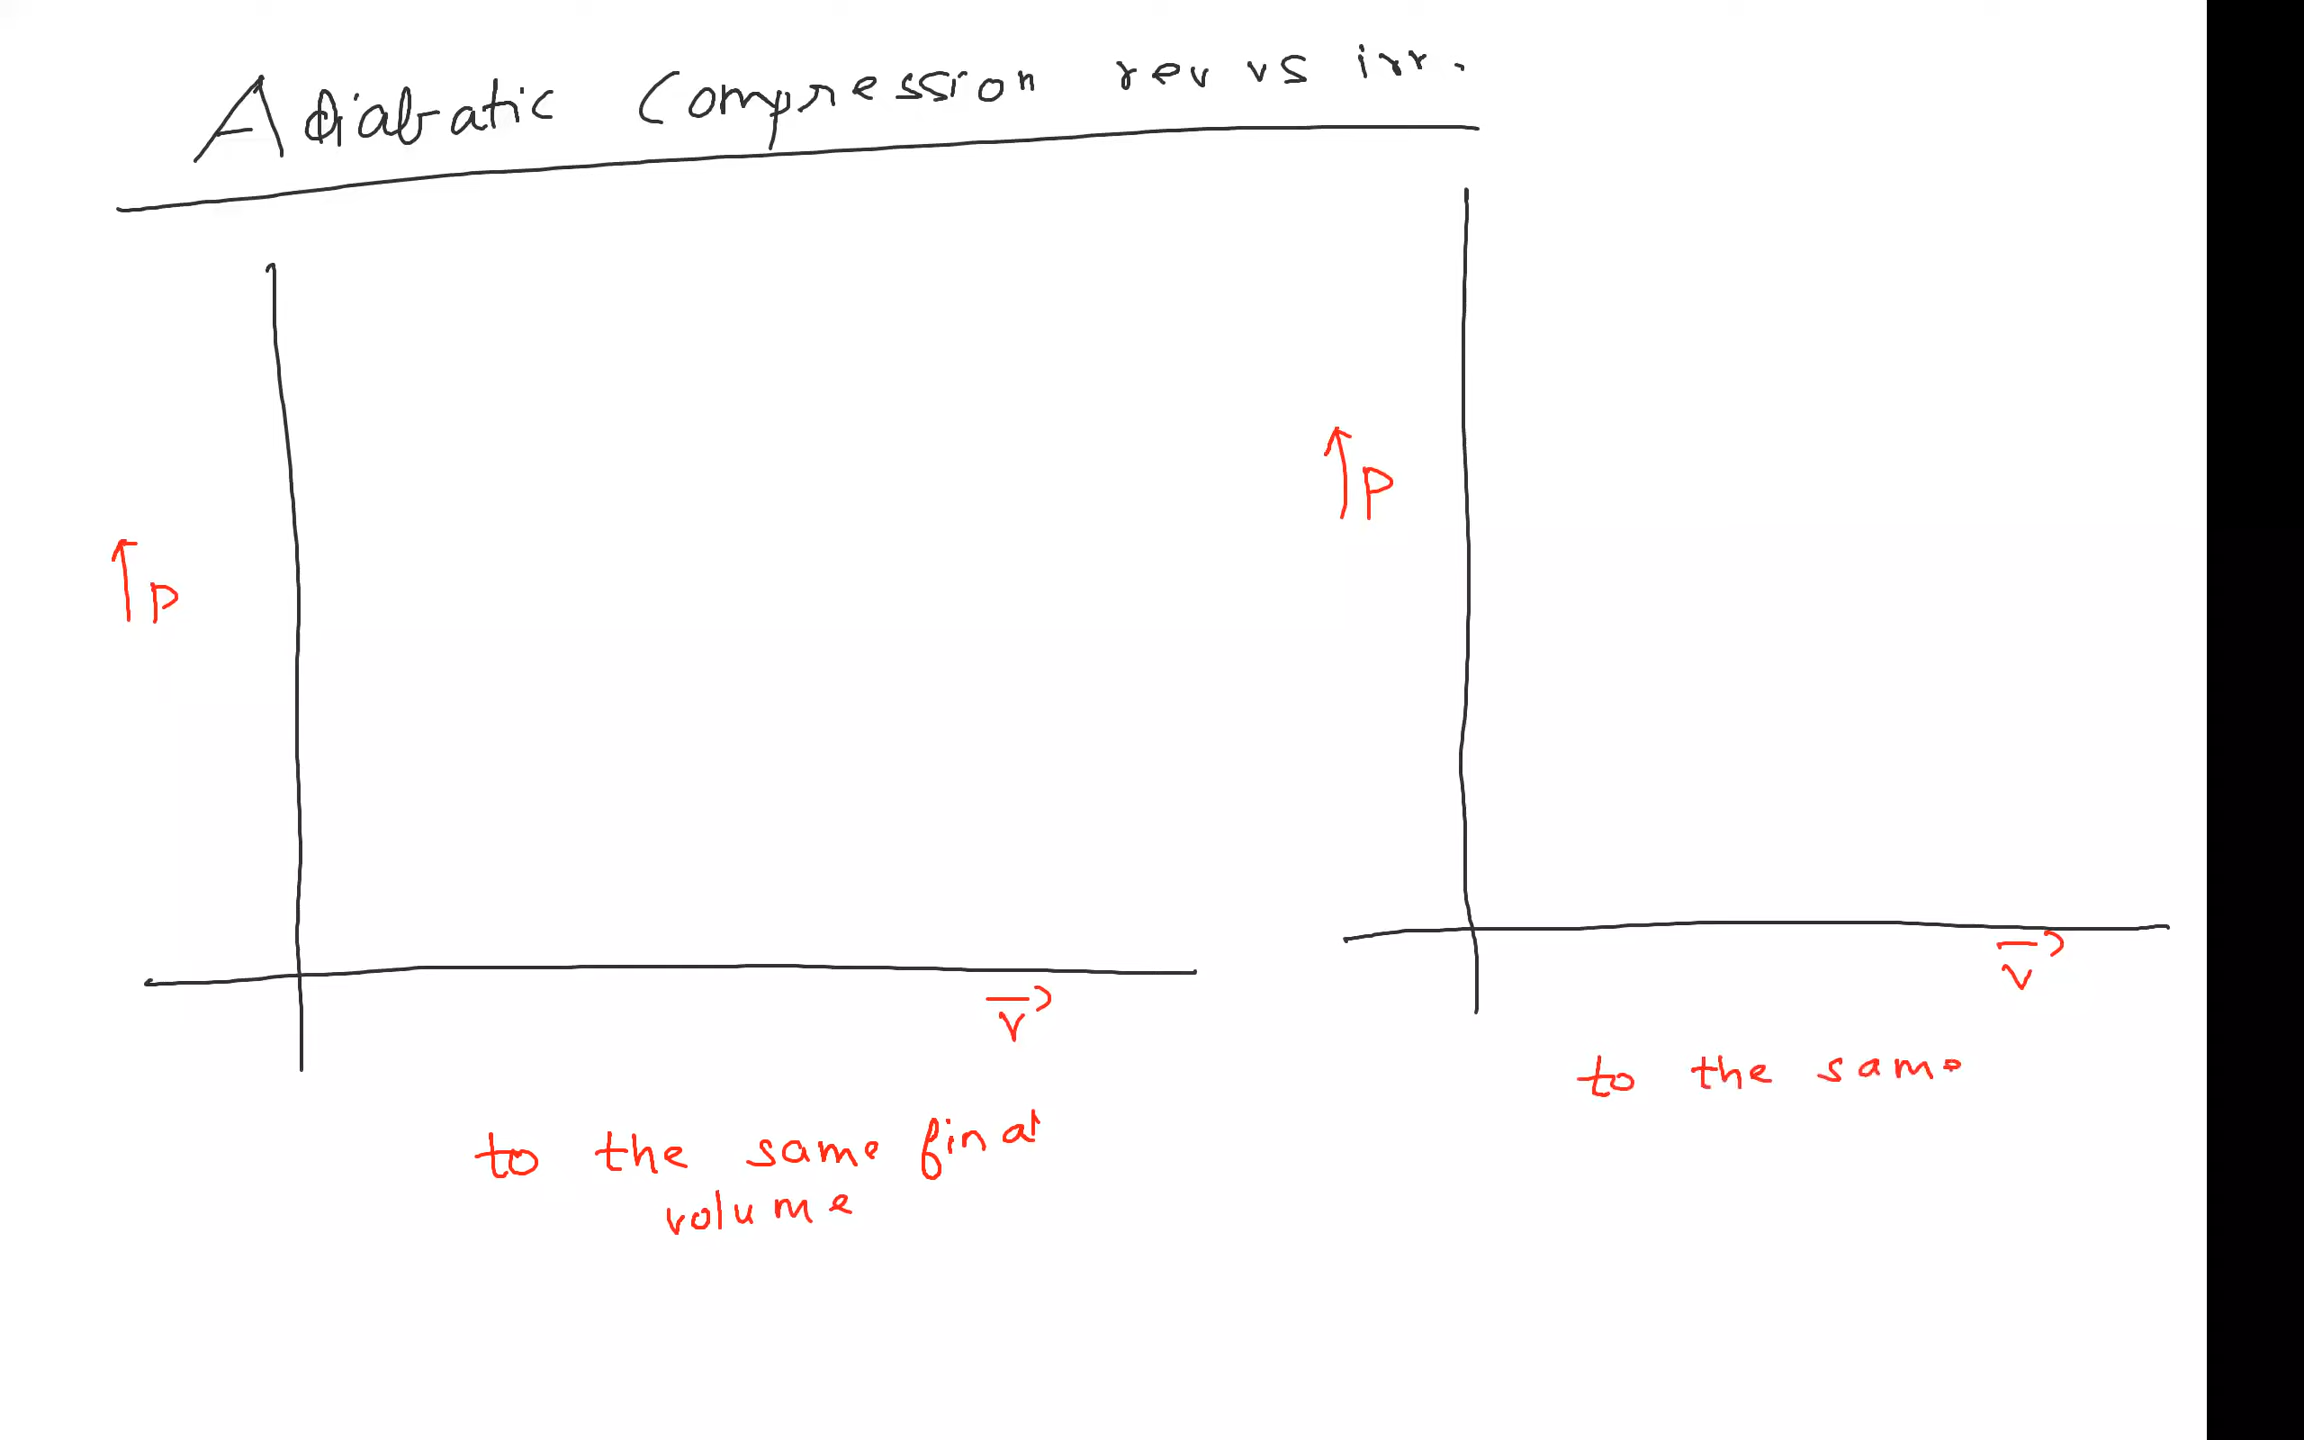 Adiabatic Compression rev vs irr.
P
P
V
V
to the same final
volume
to the same